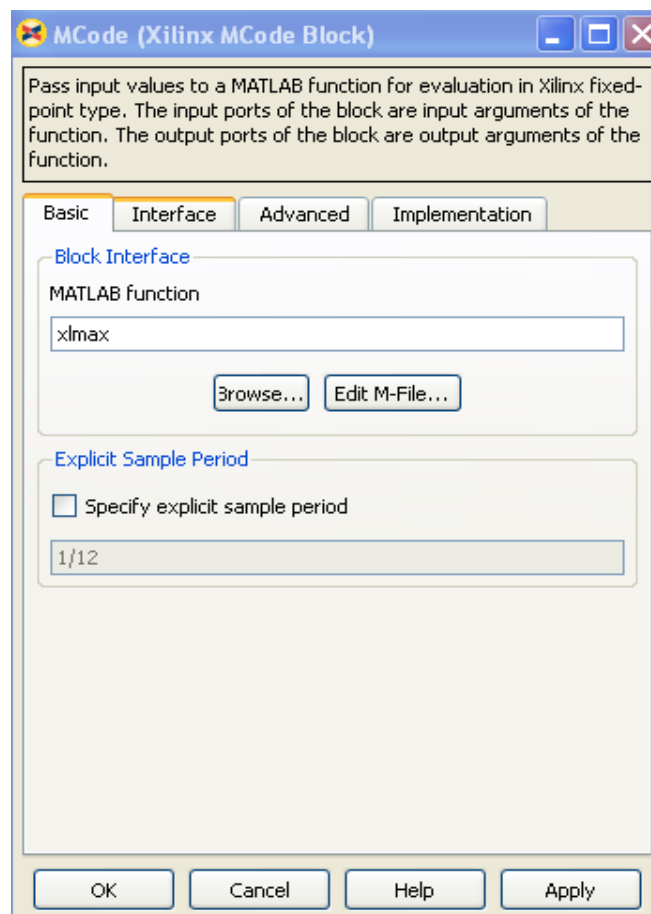 MCode (Xilinx MCode Block)
Pass input values to a MATLAB function for evaluation in Xilinx fixed-
point type. The input ports of the block are input arguments of the
function. The output ports of the block are output arguments of the
function.
Basic Interface Advanced Implementation
Block Interface
MATLAB function
xlmax
Browse... Edit M-File...
Explicit Sample Period
Specify explicit sample period
1/12
OK Cancel Help Apply